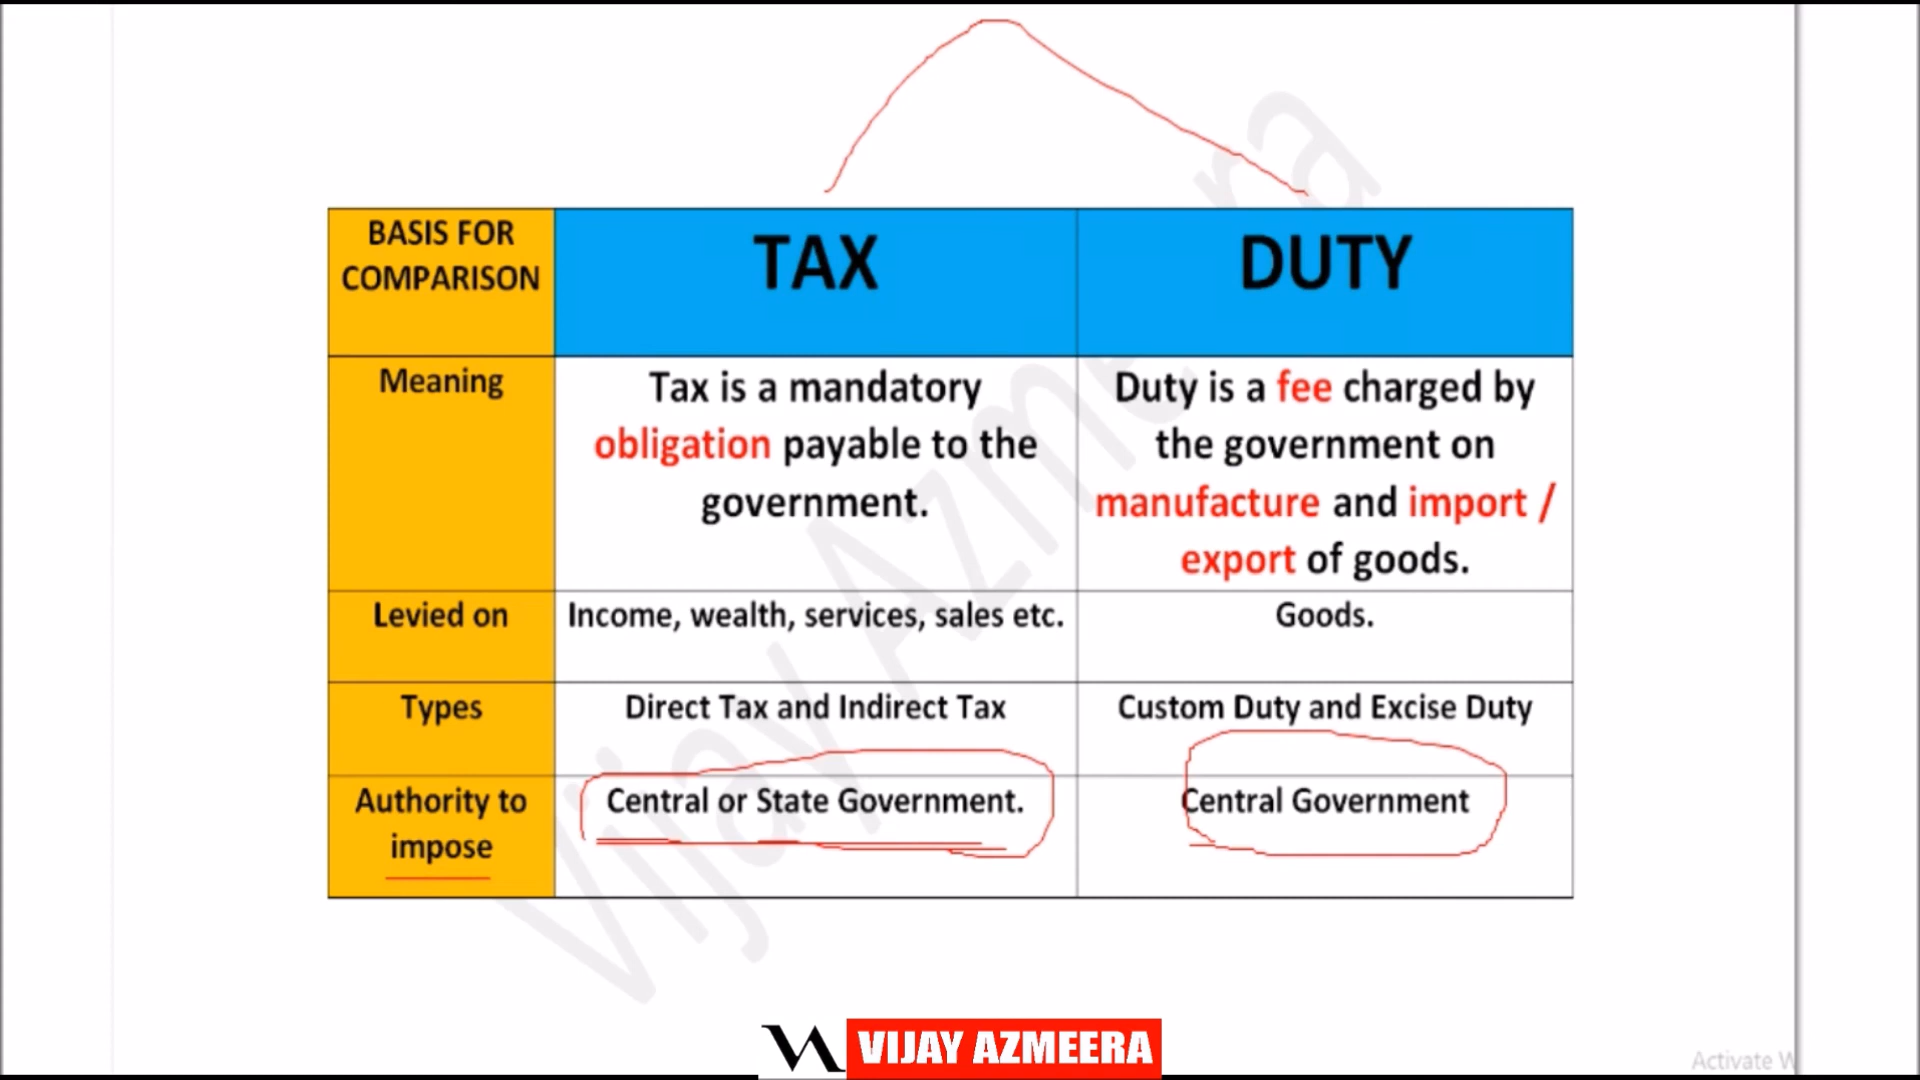 BASIS FOR
COMPARISON
TAX
DUTY
Meaning
Tax is a mandatory
obligation payable to the
government.
Duty is a fee charged by
the government on
manufacture and import /
export of goods.
Levied on
Income, wealth, services, sales etc.
Goods.
Types
Direct Tax and Indirect Tax
Custom Duty and Excise Duty
Authority to
impose
Central or State Government.
Central Government
Vijay Azmeera
VIJAY AZMEERA
Activate W